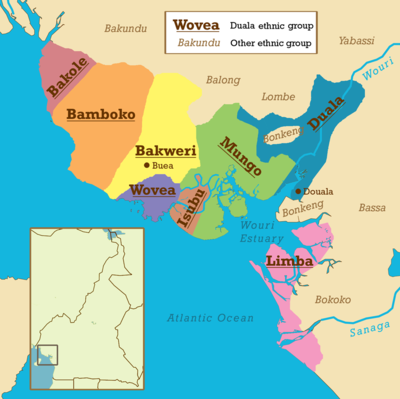 Wovea Duala ethnic group
Bakundu Other ethnic group
Bakundu
Yabassi
Wouri
Bakole
Balong
Lombe
Bamboko
Duala
Bonkeng
Bakweri
Mungo
Buea
Wovea
Isubu
Douala
Bonkeng
Bassa
Wouri
Estuary
Limba
Bokoko
Atlantic Ocean
Sanaga